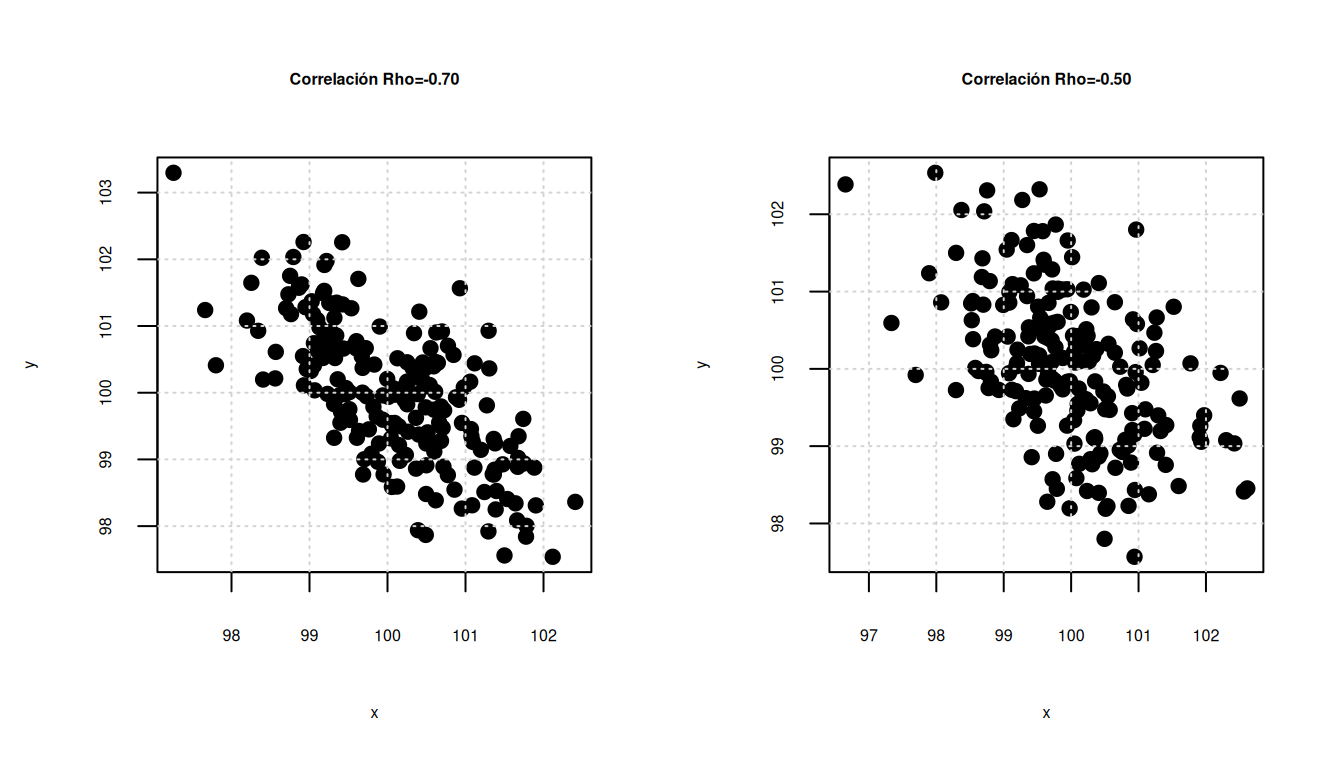 Correlación Rho=-0.70
y
103
102
101
100
99
98
98 99 100 101 102
x
Correlación Rho=-0.50
y
102
101
100
99
98
97 98 99 100 101 102
x